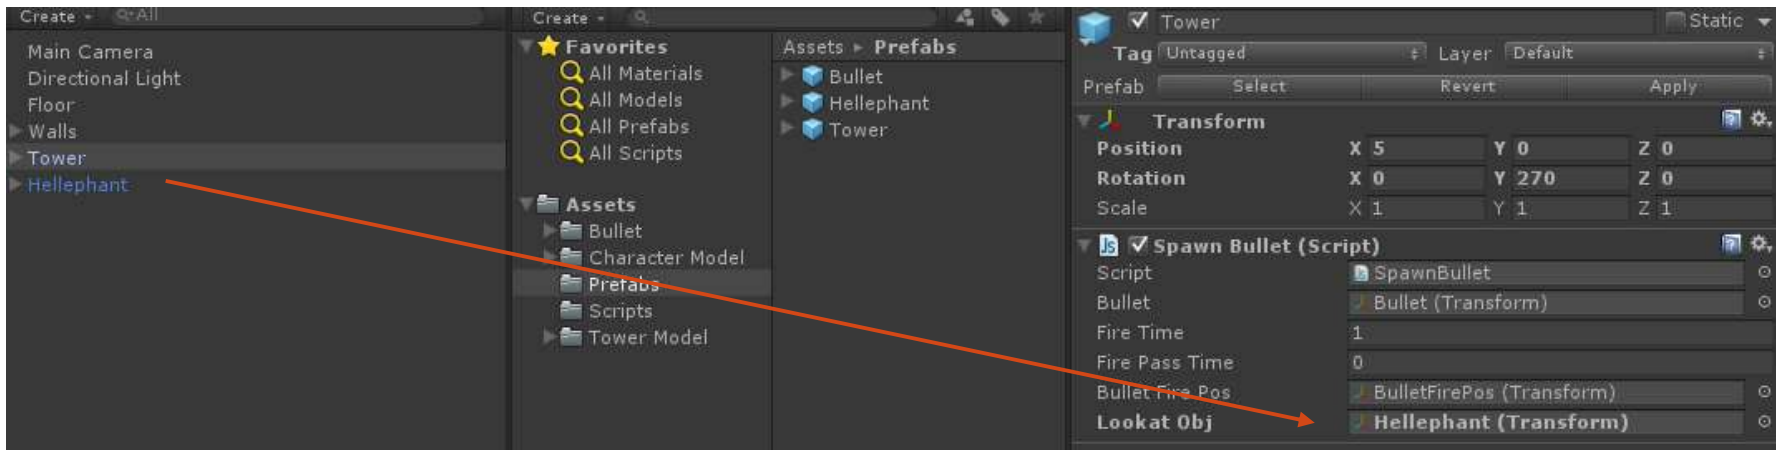 Create
All
Main Camera
Directional Light
Floor
Walls
Tower
Hellephant
Create
Favorites
All Materials
All Models
All Prefabs
All Scripts
Assets
Bullet
Character Model
Prefabs
Scripts
Tower Model
Assets Prefabs
Bullet
Hellephant
Tower
Tower Static
Tag Untagged Layer Default
Prefab Select Revert Apply
Transform
Position X 5 Y 0 Z 0
Rotation X 0 Y 270 Z 0
Scale X 1 Y 1 Z 1
Js Spawn Bullet (Script)
Script SpawnBullet
Bullet Bullet (Transform)
Fire Time 1
Fire Pass Time 0
Bullet Fire Pos BulletFirePos (Transform)
Lookat Obj Hellephant (Transform)